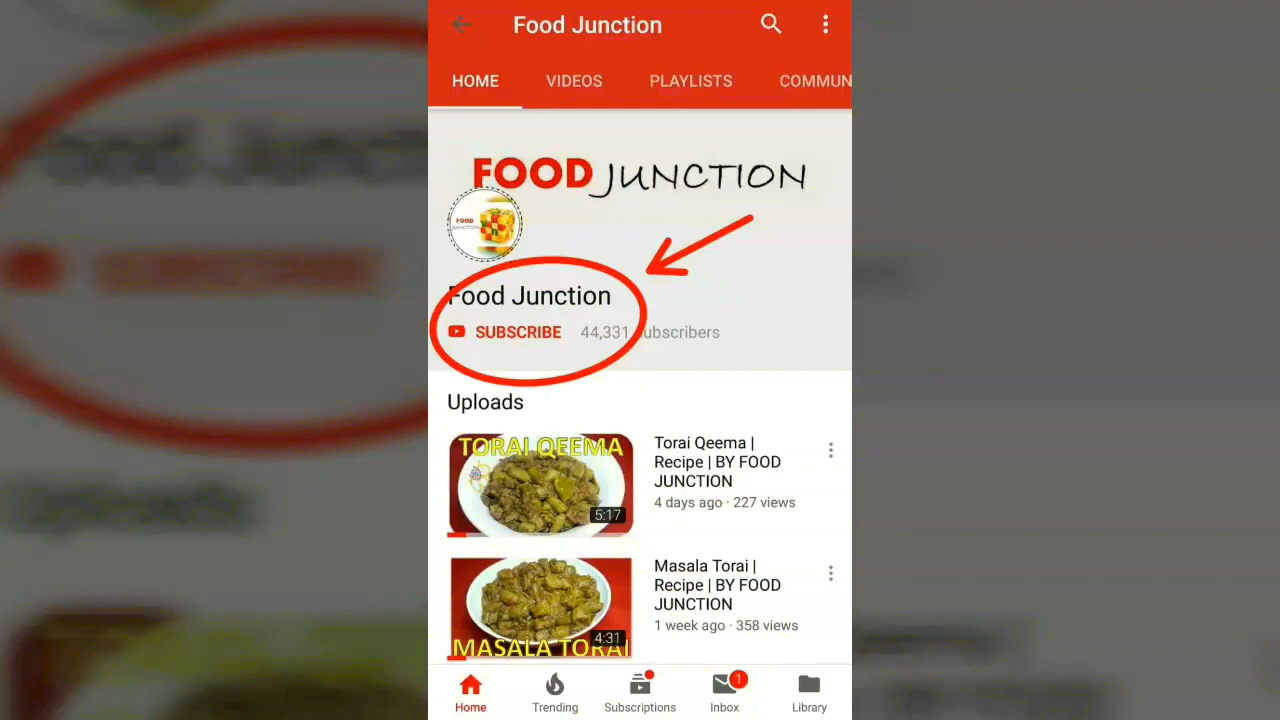 Food Junction
HOME VIDEOS PLAYLISTS COMMUN
FOOD JUNCTION
FOOD
JUNCTION
Food Junction
SUBSCRIBE 44,331 subscribers
Uploads
TORAI QEEMA
5:17
Torai Qeema |
Recipe | BY FOOD
JUNCTION
4 days ago · 227 views
4:31
MASALA TORAI
Masala Torai |
Recipe | BY FOOD
JUNCTION
1 week ago · 358 views
1
Home Trending Subscriptions Inbox Library